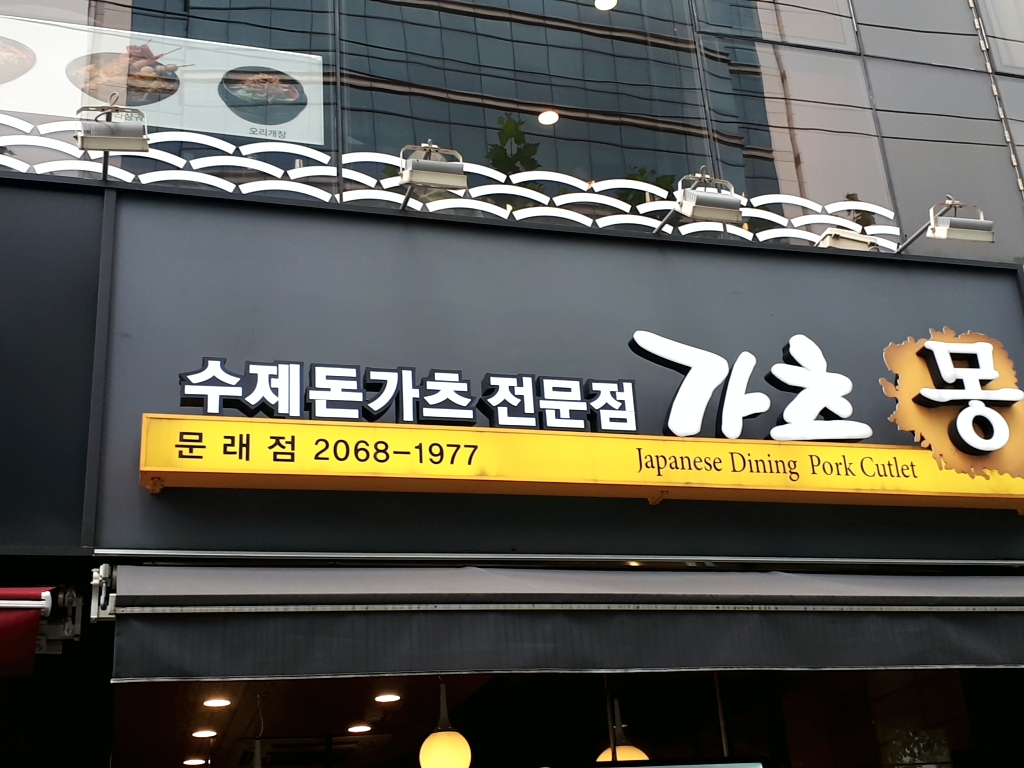 오리개장
수제돈가츠 전문점 가츠 몽
문래점 2068-1977
Japanese Dining Pork Cutlet